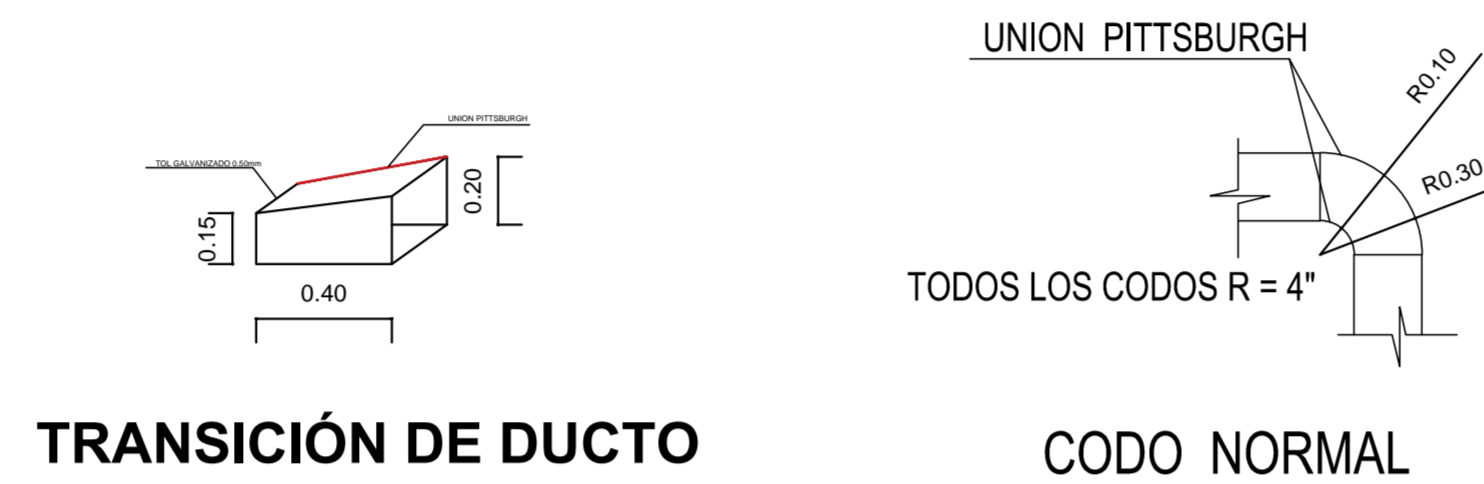 UNION PITTSBURGH
TOL GALVANIZADO 0.50mm
0.15
0.20
0.40
TRANSICIÓN DE DUCTO
UNION PITTSBURGH
R0.10
R0.30
TODOS LOS CODOS R = 4"
CODO NORMAL